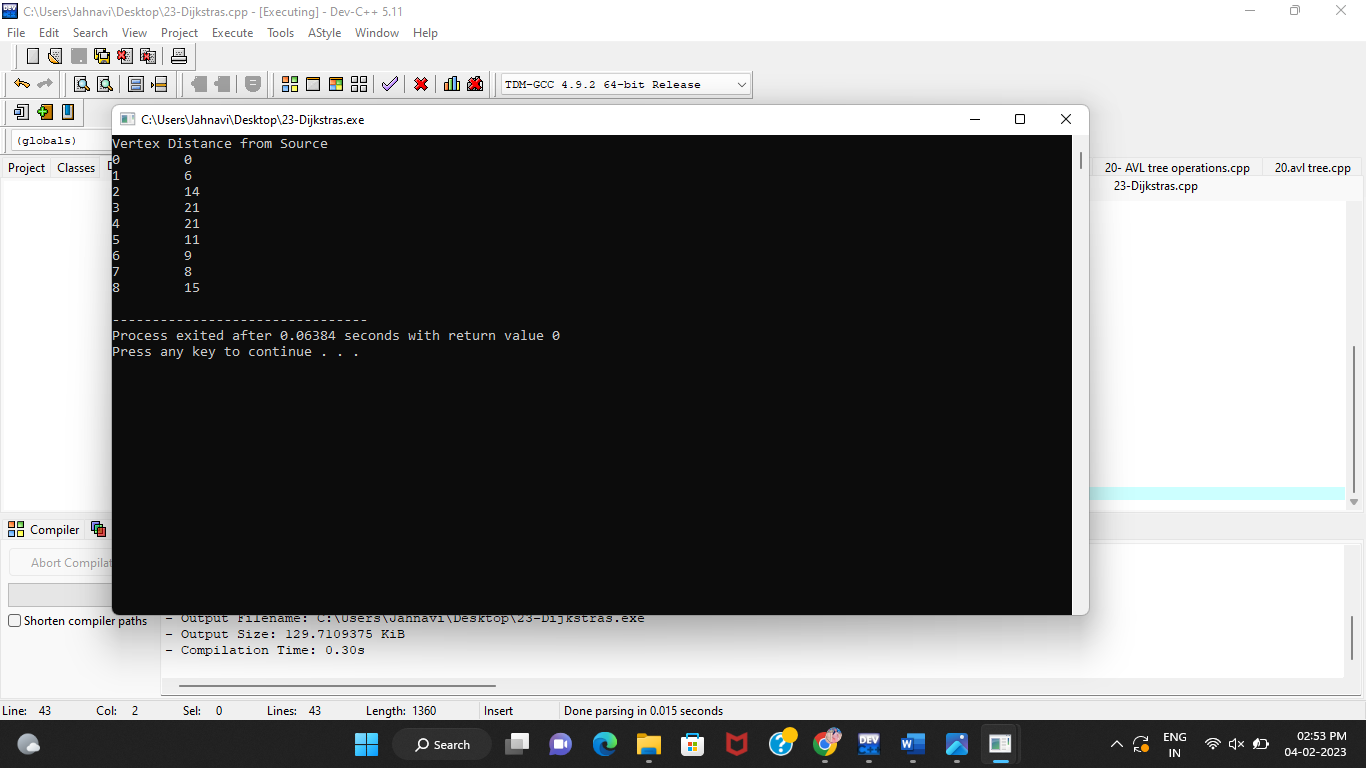 C:\Users\Jahnavi\Desktop\23-Dijkstras.cpp - [Executing] - Dev-C++ 5.11
File Edit Search View Project Execute Tools AStyle Window Help
TDM-GCC 4.9.2 64-bit Release
(globals)
Project Classes
20- AVL tree operations.cpp 20.avl tree.cpp
23-Dijkstras.cpp
C:\Users\Jahnavi\Desktop\23-Dijkstras.exe
Vertex Distance from Source
0 0
1 6
2 14
3 21
4 21
5 11
6 9
7 8
8 15
--------------------------------
Process exited after 0.06384 seconds with return value 0
Press any key to continue . . .
Compiler
Abort Compilat
Shorten compiler paths
- Output Filename: C:\Users\Jahnavi\Desktop\23-Dijkstras.exe
- Output Size: 129.7109375 KiB
- Compilation Time: 0.30s
Line: 43 Col: 2 Sel: 0 Lines: 43 Length: 1360 Insert Done parsing in 0.015 seconds
Search
DEV
W
ENG
IN
02:53 PM
04-02-2023